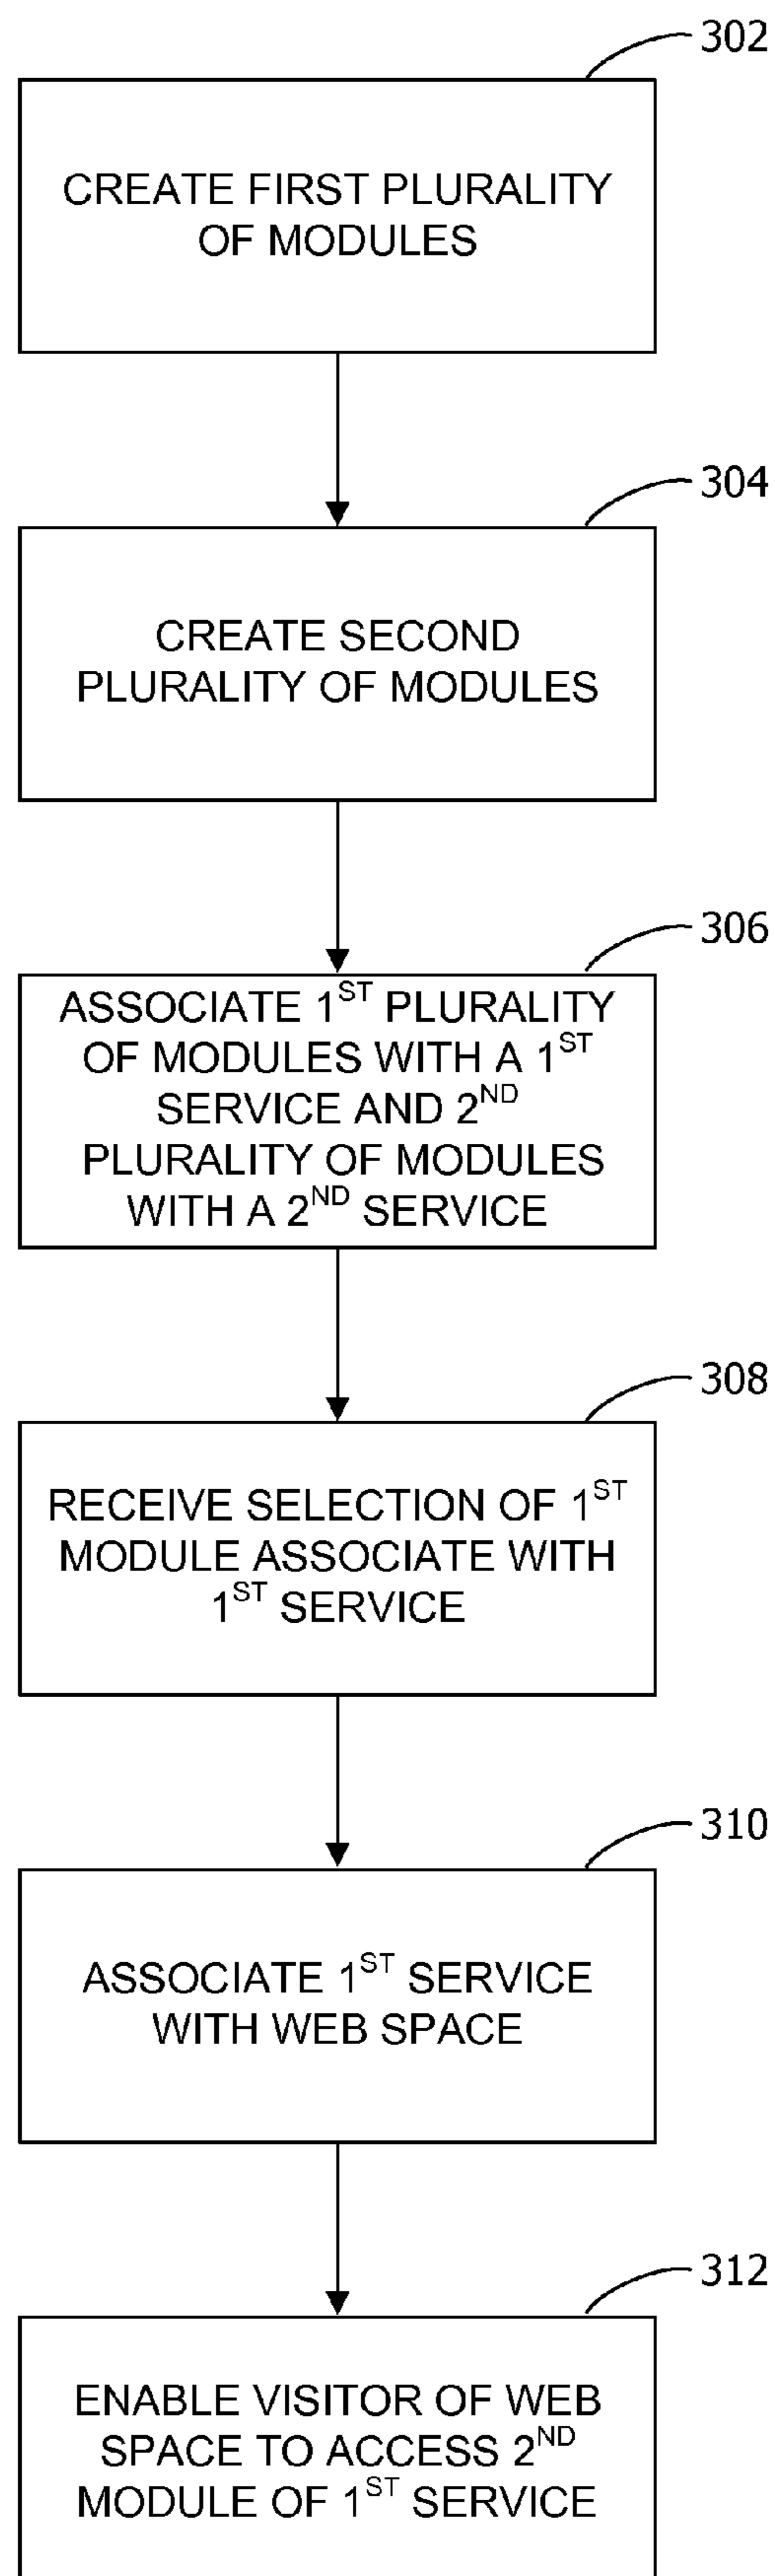 302
CREATE FIRST PLURALITY
OF MODULES
304
CREATE SECOND
PLURALITY OF MODULES
306
ASSOCIATE 1ST PLURALITY
OF MODULES WITH A 1ST
SERVICE AND 2ND
PLURALITY OF MODULES
WITH A 2ND SERVICE
308
RECEIVE SELECTION OF 1ST
MODULE ASSOCIATE WITH
1ST SERVICE
310
ASSOCIATE 1ST SERVICE
WITH WEB SPACE
312
ENABLE VISITOR OF WEB
SPACE TO ACCESS 2ND
MODULE OF 1ST SERVICE